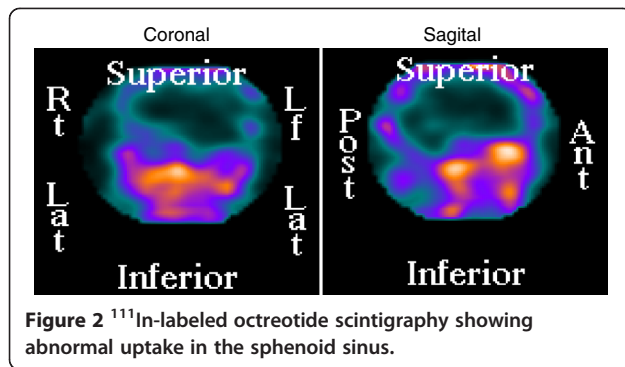 Coronal
Sagital
Superior
Rt Lat
Lf Lat
Inferior
Superior
Post
Ant
Inferior
Figure 2 ¹¹¹In-labeled octreotide scintigraphy showing
abnormal uptake in the sphenoid sinus.